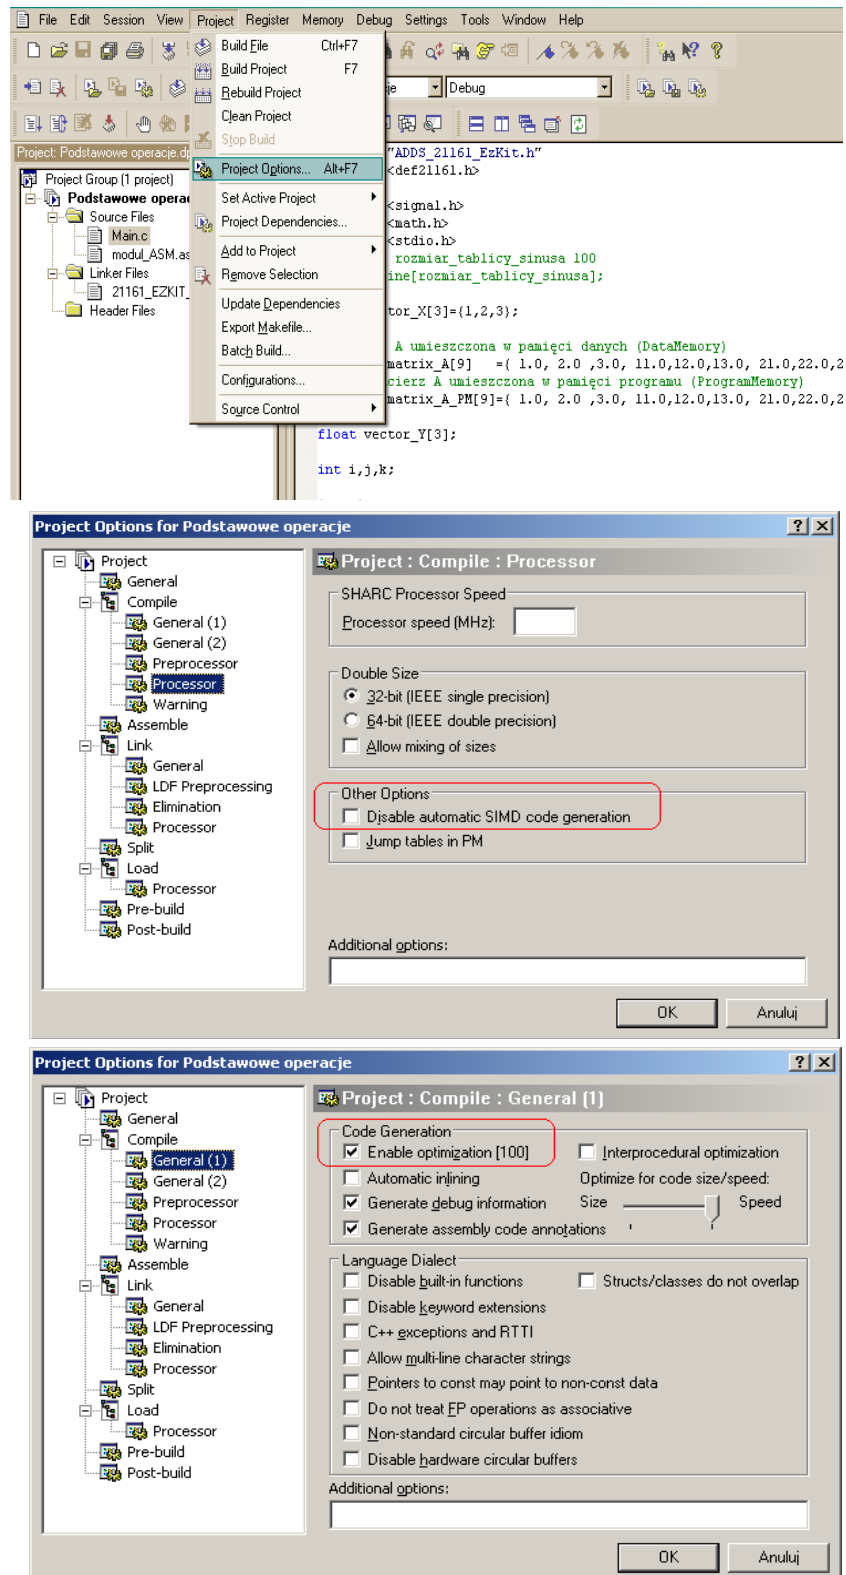 File Edit Session View Project Register Memory Debug Settings Tools Window Help
Build File Ctrl+F7
Build Project F7
Rebuild Project
Clean Project
Stop Build
Project Options... Alt+F7
Set Active Project
Project Dependencies...
Add to Project
Remove Selection
Update Dependencies
Export Makefile...
Batch Build...
Configurations...
Source Control
Debug
Project: Podstawowe operacje.dp
Project Group (1 project)
Podstawowe opera
Source Files
Main.c
modul_ASM.as
Linker Files
21161_EZKIT_
Header Files
"ADDS_21161_EzKit.h"
<def21161.h>
<signal.h>
<math.h>
<stdio.h>
rozmiar_tablicy_sinusa 100
ine[rozmiar_tablicy_sinusa];
tor_X[3]={1,2,3};
A umieszczona w pamięci danych (DataMemory)
matrix_A[9] ={ 1.0, 2.0 ,3.0, 11.0,12.0,13.0, 21.0,22.0,2
cierz A umieszczona w pamięci programu (ProgramMemory)
matrix_A_PM[9]={ 1.0, 2.0 ,3.0, 11.0,12.0,13.0, 21.0,22.0,2
float vector_Y[3];
int i,j,k;
Project Options for Podstawowe operacje
Project
General
Compile
General (1)
General (2)
Preprocessor
Processor
Warning
Assemble
Link
General
LDF Preprocessing
Elimination
Processor
Split
Load
Processor
Pre-build
Post-build
Project : Compile : Processor
SHARC Processor Speed
Processor speed (MHz):
Double Size
32-bit (IEEE single precision)
64-bit (IEEE double precision)
Allow mixing of sizes
Other Options
Disable automatic SIMD code generation
Jump tables in PM
Additional options:
OK Anuluj
Project Options for Podstawowe operacje
Project
General
Compile
General (1)
General (2)
Preprocessor
Processor
Warning
Assemble
Link
General
LDF Preprocessing
Elimination
Processor
Split
Load
Processor
Pre-build
Post-build
Project : Compile : General (1)
Code Generation
Enable optimization [100] Interprocedural optimization
Automatic inlining Optimize for code size/speed:
Generate debug information Size Speed
Generate assembly code annotations
Language Dialect
Disable built-in functions Structs/classes do not overlap
Disable keyword extensions
C++ exceptions and RTTI
Allow multi-line character strings
Pointers to const may point to non-const data
Do not treat FP operations as associative
Non-standard circular buffer idiom
Disable hardware circular buffers
Additional options:
OK Anuluj